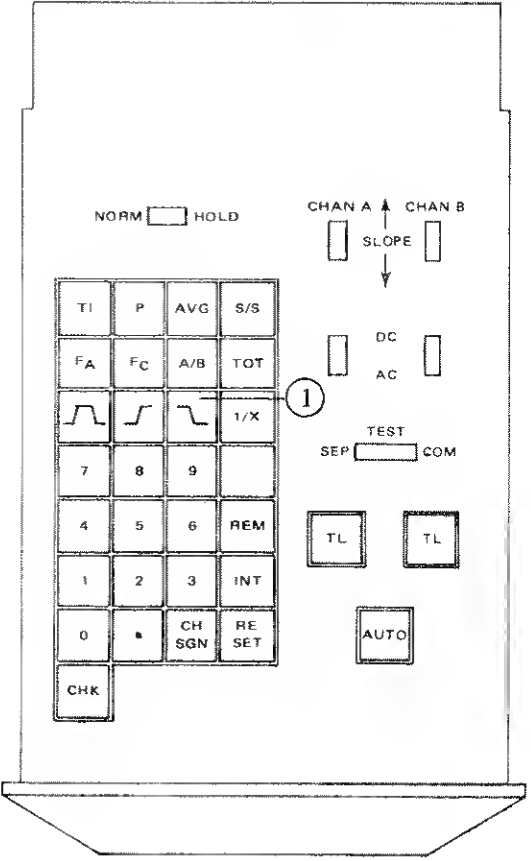 CHAN A CHAN B
NORM HOLD
SLOPE
TI P AVG S/S
FA FC A/B TOT
DC
AC
1
1/X
TEST
SEP COM
7 8 9
4 5 6 REM
TL TL
1 2 3 INT
0 . CH SGN RE SET
AUTO
CHK